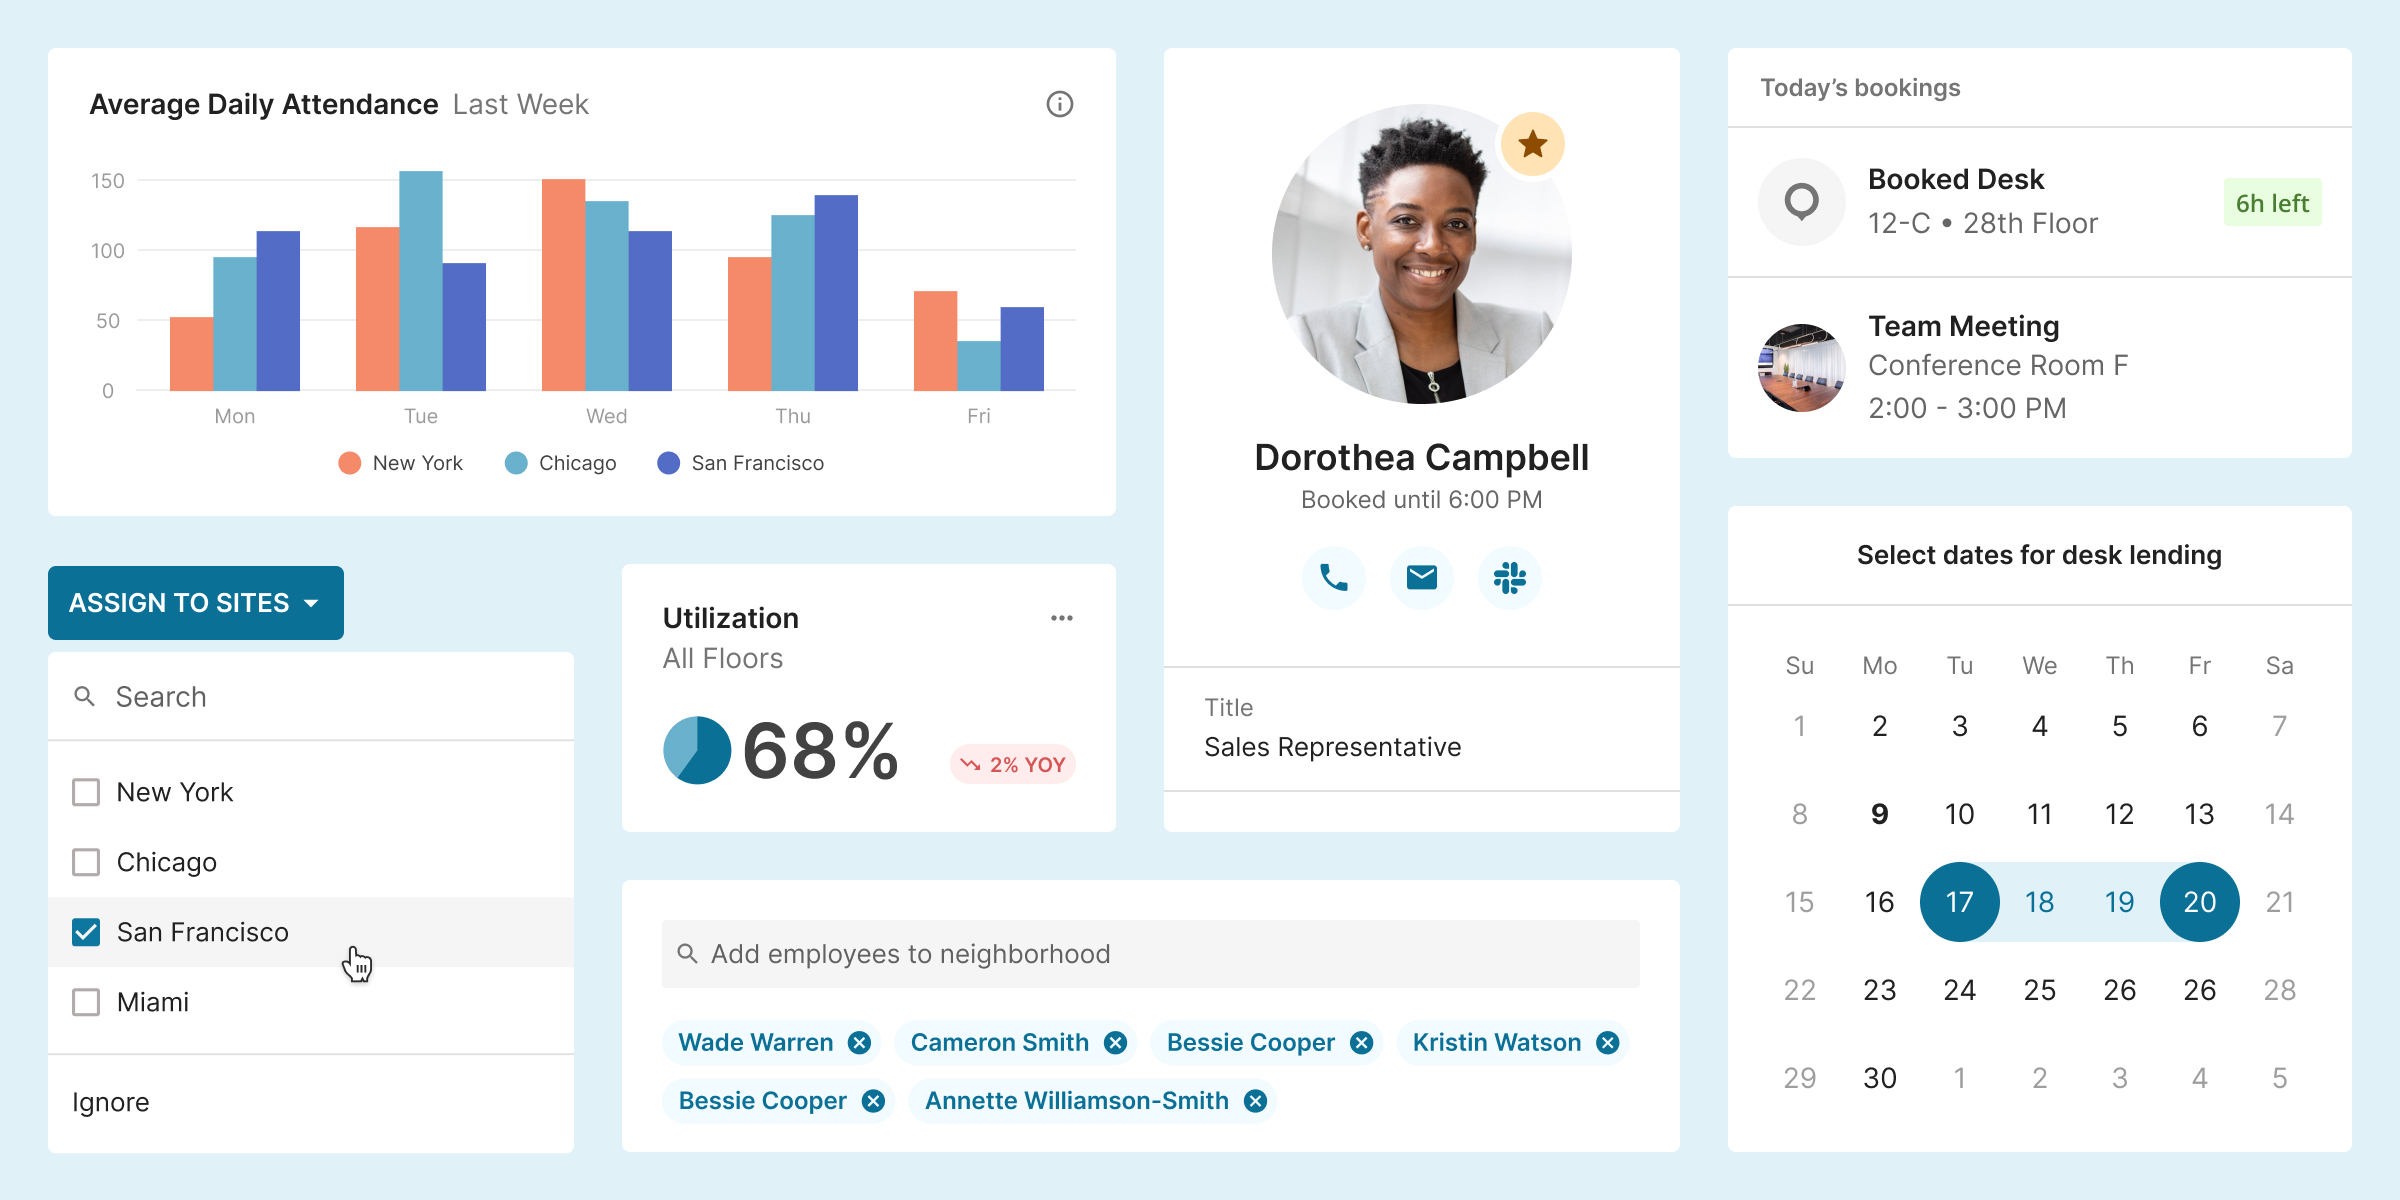 Average Daily Attendance Last Week
150
100
50
0
Mon Tue Wed Thu Fri
New York Chicago San Francisco
ASSIGN TO SITES
Search
New York
Chicago
San Francisco
Miami
Ignore
Utilization
All Floors
68%
2% YOY
Dorothea Campbell
Booked until 6:00 PM
Title
Sales Representative
Add employees to neighborhood
Wade Warren Cameron Smith Bessie Cooper Kristin Watson
Bessie Cooper Annette Williamson-Smith
Today’s bookings
Booked Desk
12-C • 28th Floor
6h left
Team Meeting
Conference Room F
2:00 - 3:00 PM
Select dates for desk lending
Su Mo Tu We Th Fr Sa
1 2 3 4 5 6 7
8 9 10 11 12 13 14
15 16 17 18 19 20 21
22 23 24 25 26 26 28
29 30 1 2 3 4 5